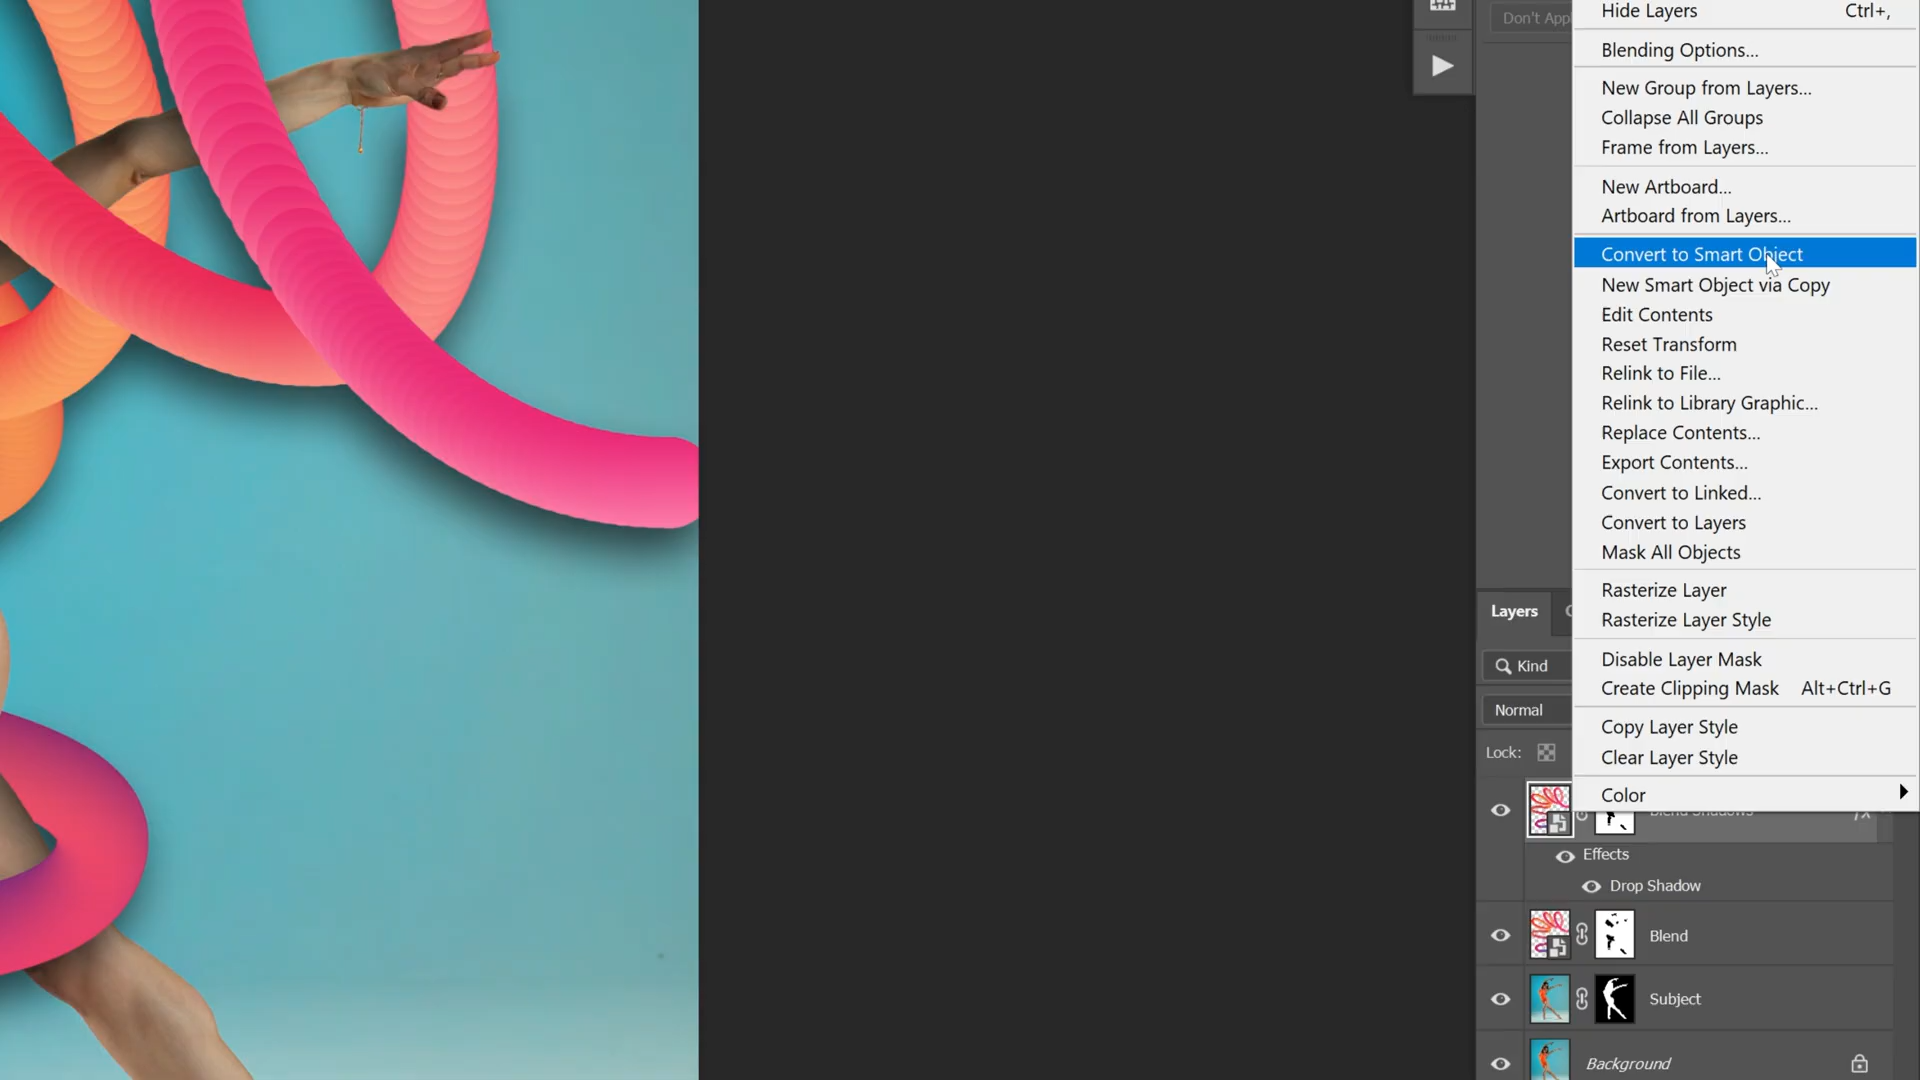 Don't App
Hide Layers Ctrl+,
Blending Options...
New Group from Layers...
Collapse All Groups
Frame from Layers...
New Artboard...
Artboard from Layers...
Convert to Smart Object
New Smart Object via Copy
Edit Contents
Reset Transform
Relink to File...
Relink to Library Graphic...
Replace Contents...
Export Contents...
Convert to Linked...
Convert to Layers
Mask All Objects
Rasterize Layer
Rasterize Layer Style
Disable Layer Mask
Create Clipping Mask Alt+Ctrl+G
Copy Layer Style
Clear Layer Style
Color
Layers
Kind
Normal
Lock:
Blend Shadows fx
Effects
Drop Shadow
Blend
Subject
Background